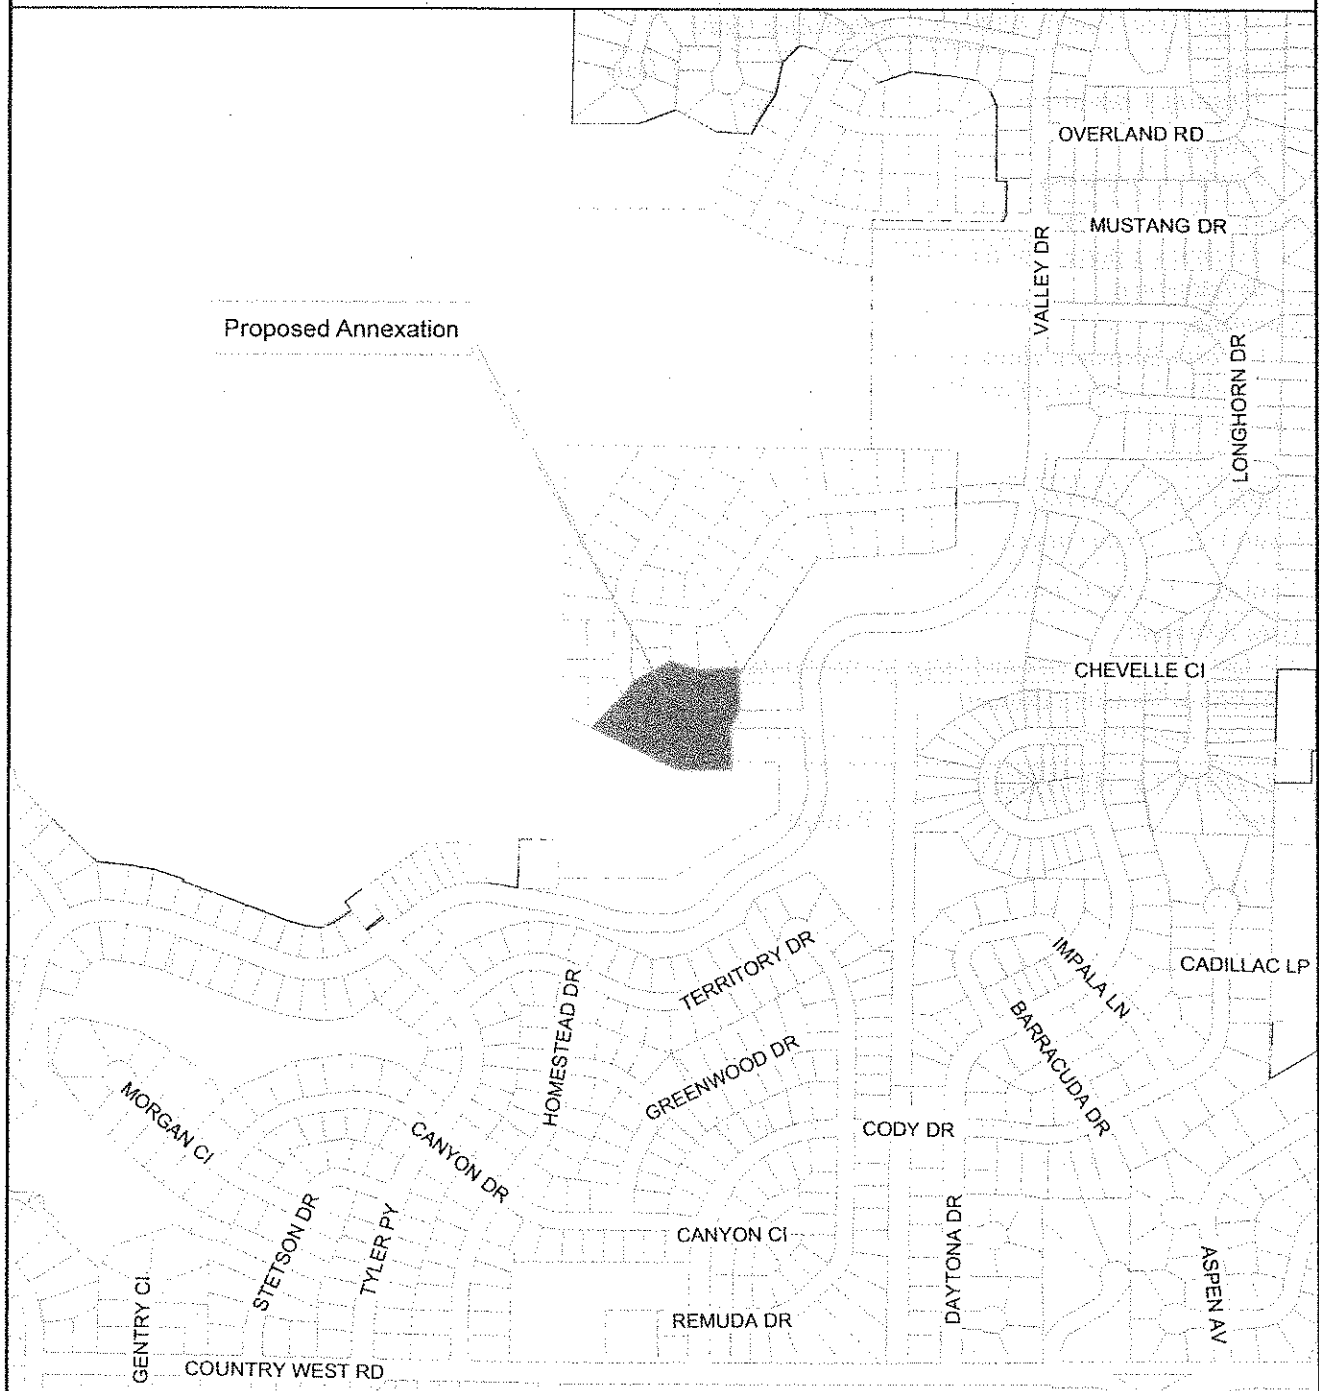 OVERLAND RD
MUSTANG DR
VALLEY DR
Proposed Annexation
LONGHORN DR
CHEVELLE CI
TERRITORY DR
IMPALA LN
CADILLAC LP
HOMESTEAD DR
BARRACUDA DR
GREENWOOD DR
MORGAN CI
CANYON DR
CODY DR
STETSON DR
TYLER PY
CANYON CI
DAYTONA DR
ASPEN AV
GENTRY CI
REMUDA DR
COUNTRY WEST RD